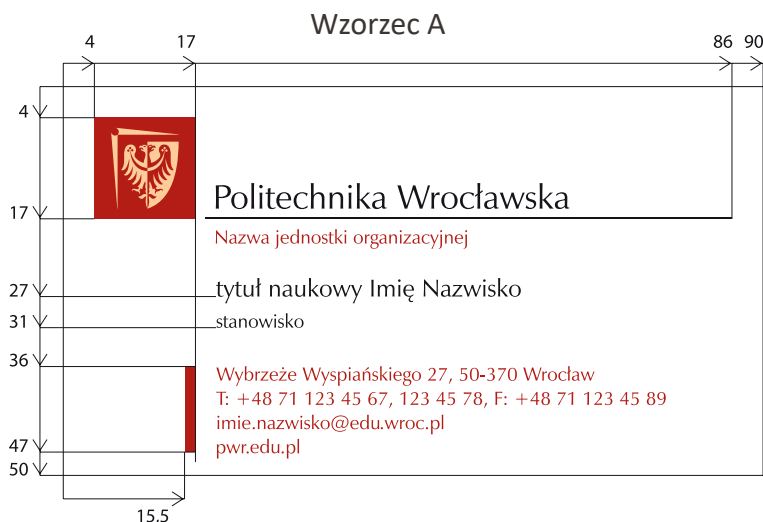 Wzorzec A
4 17 86 90
4
17
27
31
36
47
50
15,5
Politechnika Wrocławska
Nazwa jednostki organizacyjnej
tytuł naukowy Imię Nazwisko
stanowisko
Wybrzeże Wyspiańskiego 27, 50-370 Wrocław
T: +48 71 123 45 67, 123 45 78, F: +48 71 123 45 89
imie.nazwisko@edu.wroc.pl
pwr.edu.pl